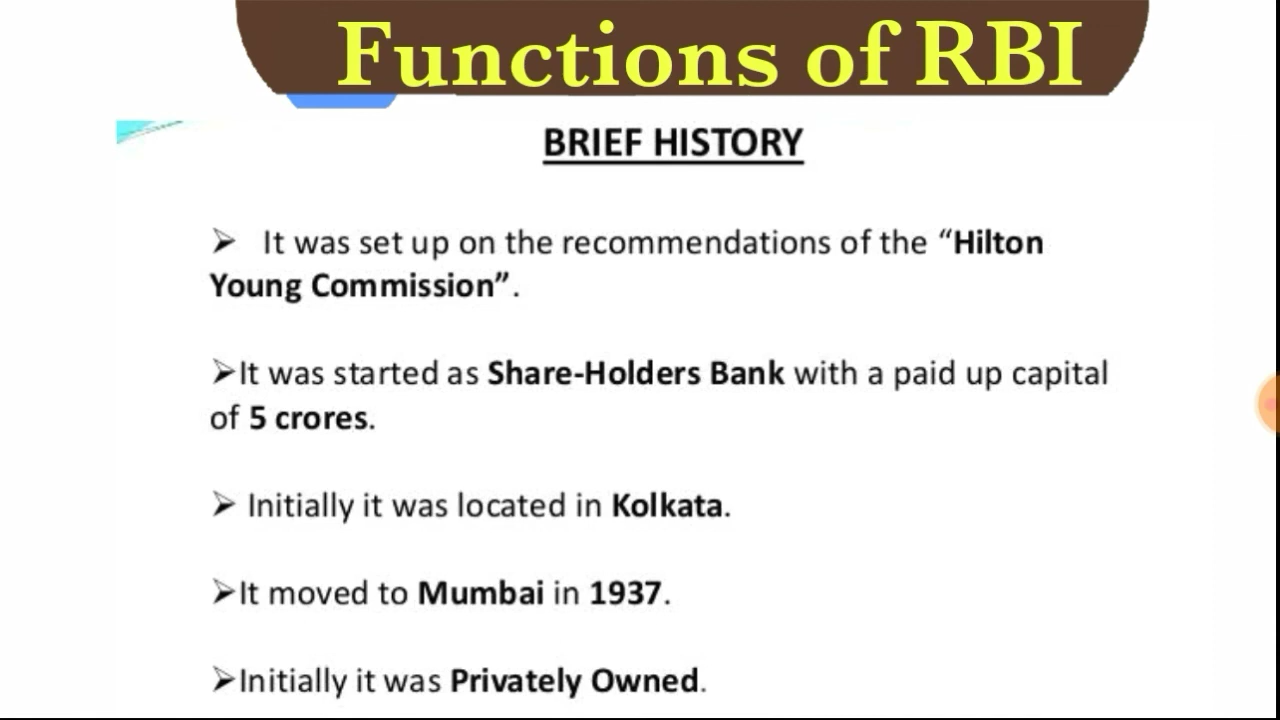 Functions of RBI
BRIEF HISTORY
➢ It was set up on the recommendations of the “Hilton
Young Commission”.
➢It was started as Share-Holders Bank with a paid up capital
of 5 crores.
➢ Initially it was located in Kolkata.
➢It moved to Mumbai in 1937.
➢Initially it was Privately Owned.